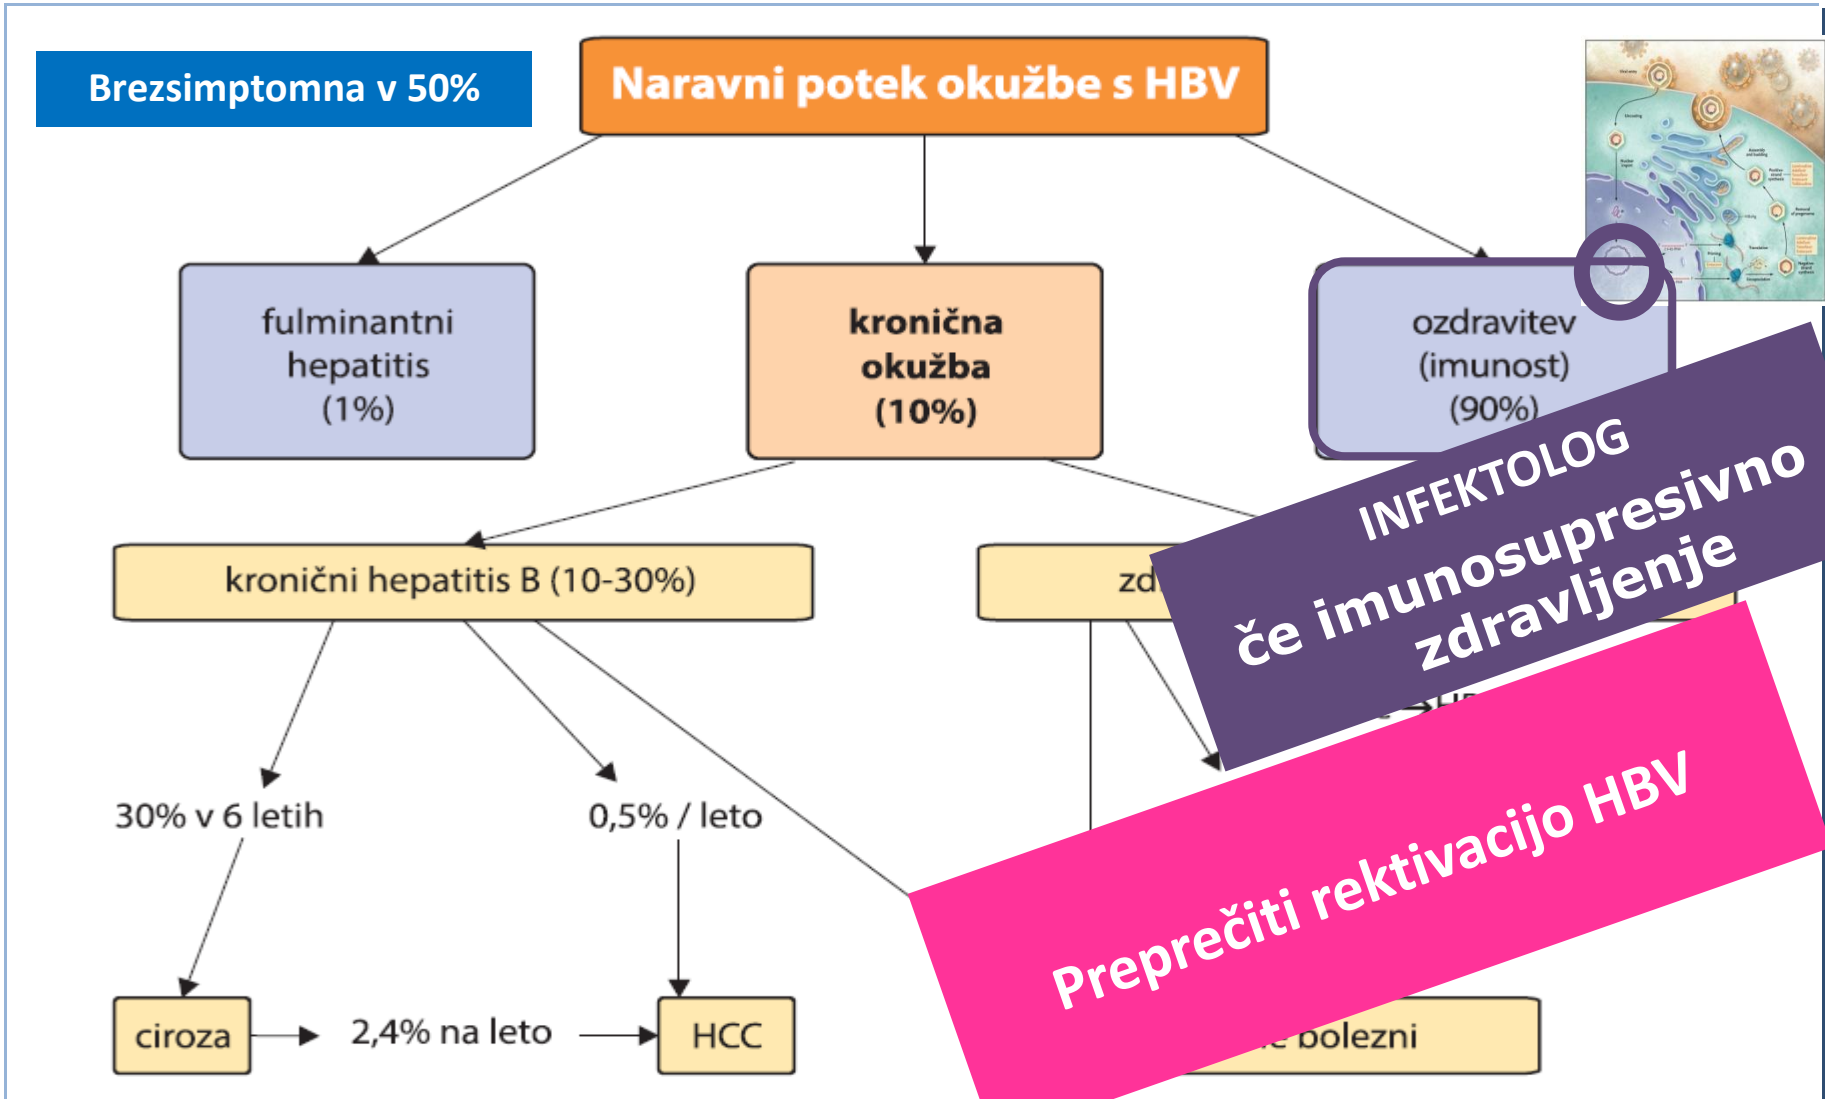 Brezsimptomna v 50%
Naravni potek okužbe s HBV
fulminantni
hepatitis
(1%)
kronična
okužba
(10%)
ozdravitev
(imunost)
(90%)
INFEKTOLOG
če imunosupresivno
zdravljenje
kronični hepatitis B (10-30%)
Preprečiti rektivacijo HBV
30% v 6 letih
0,5% / leto
ciroza
2,4% na leto
HCC
bolezni